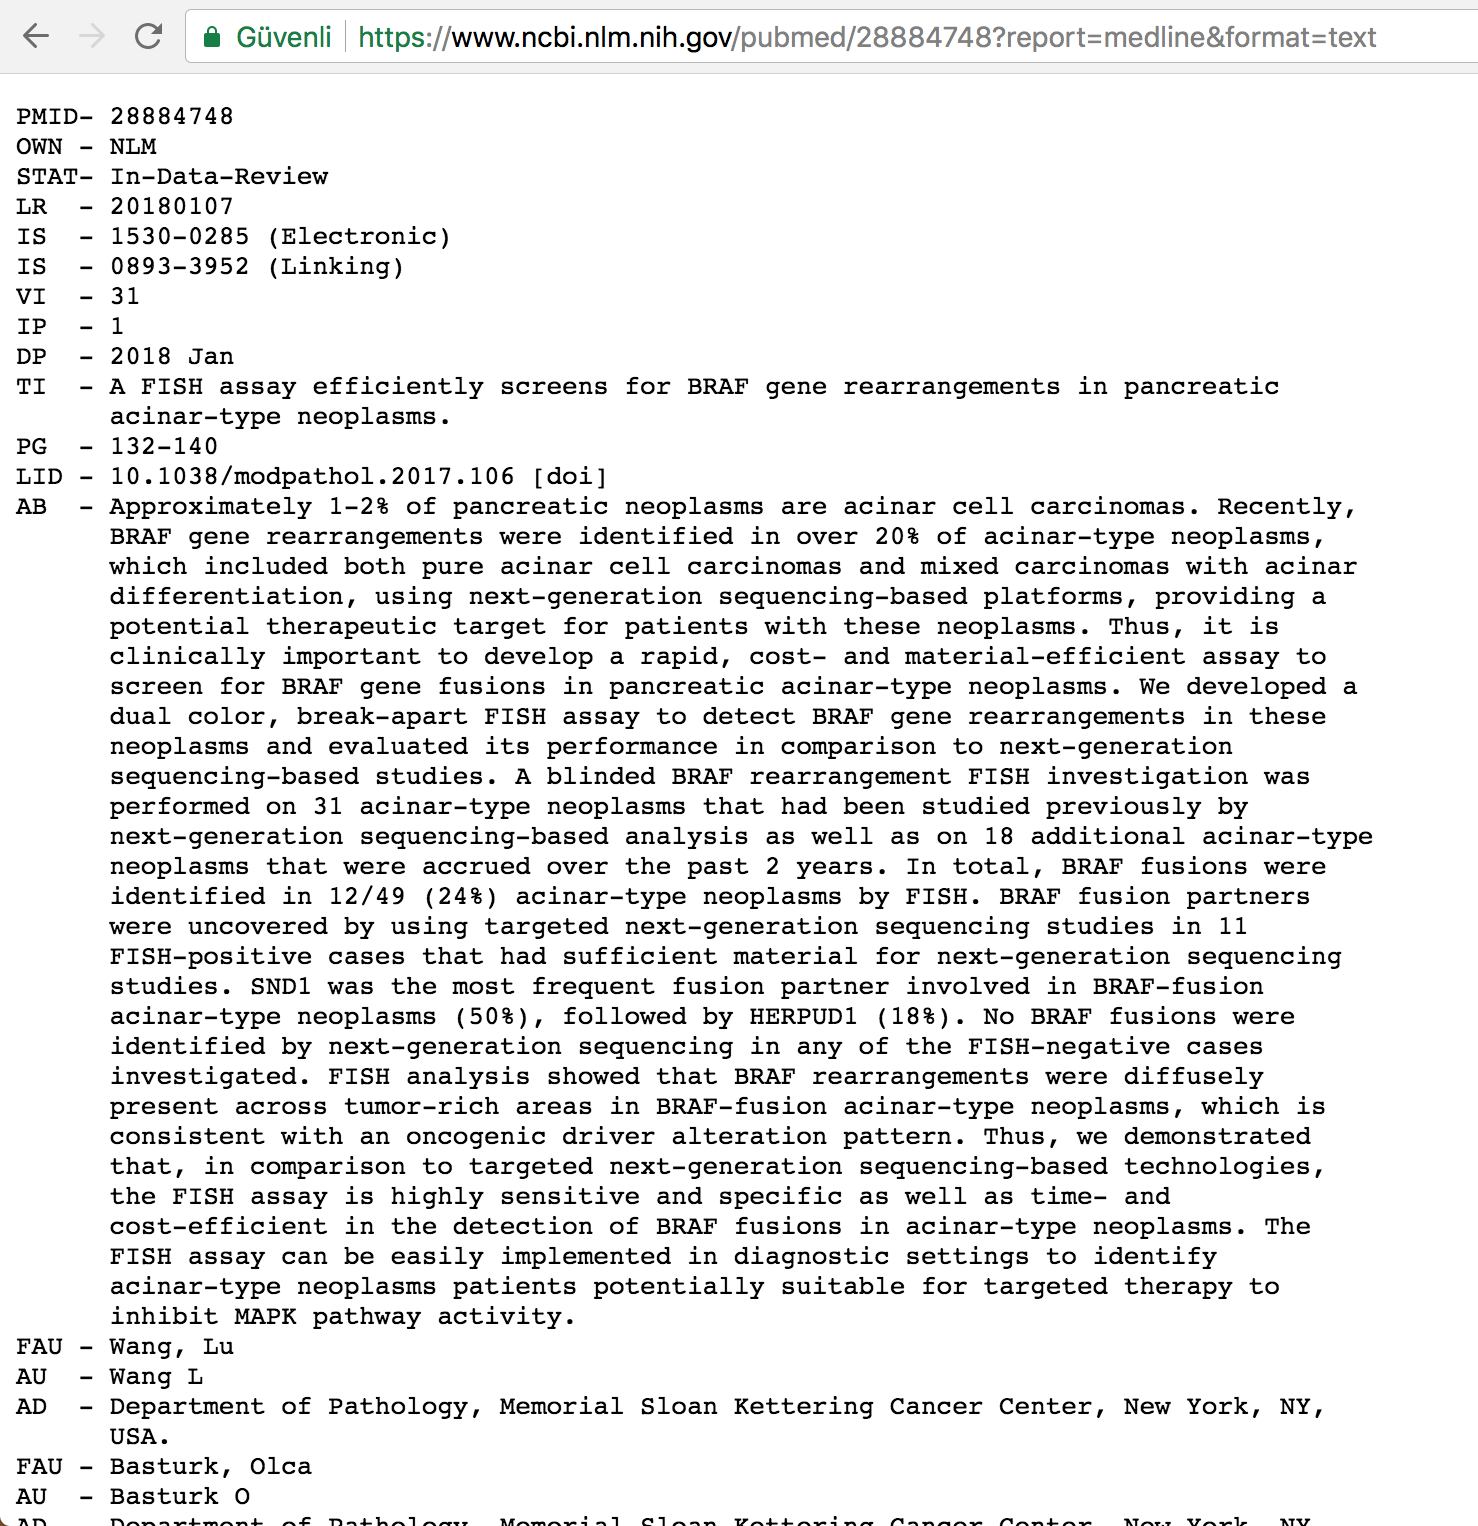 Güvenli https://www.ncbi.nlm.nih.gov/pubmed/28884748?report=medline&format=text
PMID- 28884748
OWN - NLM
STAT- In-Data-Review
LR  - 20180107
IS  - 1530-0285 (Electronic)
IS  - 0893-3952 (Linking)
VI  - 31
IP  - 1
DP  - 2018 Jan
TI  - A FISH assay efficiently screens for BRAF gene rearrangements in pancreatic
      acinar-type neoplasms.
PG  - 132-140
LID - 10.1038/modpathol.2017.106 [doi]
AB  - Approximately 1-2% of pancreatic neoplasms are acinar cell carcinomas. Recently,
      BRAF gene rearrangements were identified in over 20% of acinar-type neoplasms,
      which included both pure acinar cell carcinomas and mixed carcinomas with acinar
      differentiation, using next-generation sequencing-based platforms, providing a
      potential therapeutic target for patients with these neoplasms. Thus, it is
      clinically important to develop a rapid, cost- and material-efficient assay to
      screen for BRAF gene fusions in pancreatic acinar-type neoplasms. We developed a
      dual color, break-apart FISH assay to detect BRAF gene rearrangements in these
      neoplasms and evaluated its performance in comparison to next-generation
      sequencing-based studies. A blinded BRAF rearrangement FISH investigation was
      performed on 31 acinar-type neoplasms that had been studied previously by
      next-generation sequencing-based analysis as well as on 18 additional acinar-type
      neoplasms that were accrued over the past 2 years. In total, BRAF fusions were
      identified in 12/49 (24%) acinar-type neoplasms by FISH. BRAF fusion partners
      were uncovered by using targeted next-generation sequencing studies in 11
      FISH-positive cases that had sufficient material for next-generation sequencing
      studies. SND1 was the most frequent fusion partner involved in BRAF-fusion
      acinar-type neoplasms (50%), followed by HERPUD1 (18%). No BRAF fusions were
      identified by next-generation sequencing in any of the FISH-negative cases
      investigated. FISH analysis showed that BRAF rearrangements were diffusely
      present across tumor-rich areas in BRAF-fusion acinar-type neoplasms, which is
      consistent with an oncogenic driver alteration pattern. Thus, we demonstrated
      that, in comparison to targeted next-generation sequencing-based technologies,
      the FISH assay is highly sensitive and specific as well as time- and
      cost-efficient in the detection of BRAF fusions in acinar-type neoplasms. The
      FISH assay can be easily implemented in diagnostic settings to identify
      acinar-type neoplasms patients potentially suitable for targeted therapy to
      inhibit MAPK pathway activity.
FAU - Wang, Lu
AU  - Wang L
AD  - Department of Pathology, Memorial Sloan Kettering Cancer Center, New York, NY,
      USA.
FAU - Basturk, Olca
AU  - Basturk O
AD  - Department of Pathology, Memorial Sloan Kettering Cancer Center, New York, NY,